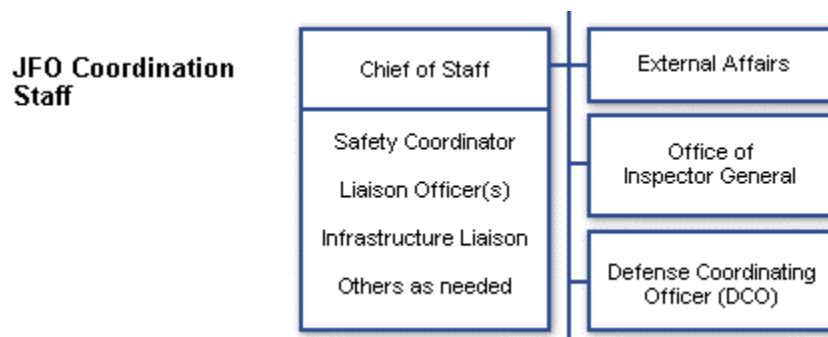 JFO Coordination
Staff
Chief of Staff
Safety Coordinator
Liaison Officer(s)
Infrastructure Liaison
Others as needed
External Affairs
Office of
Inspector General
Defense Coordinating
Officer (DCO)